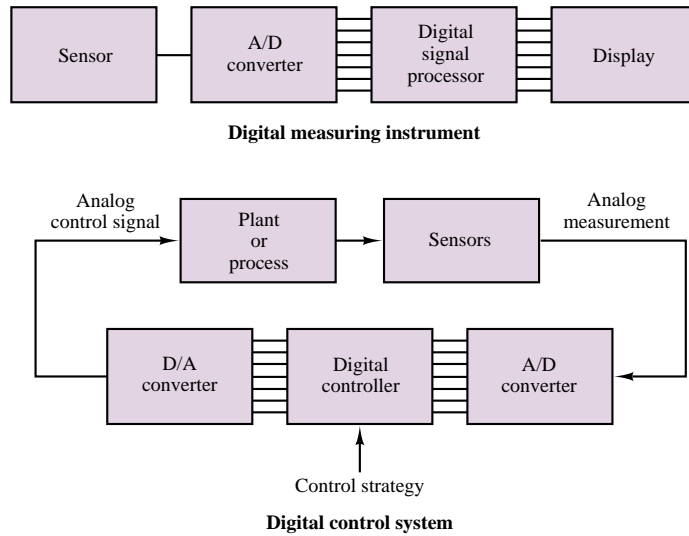 Sensor
A/D
converter
Digital
signal
processor
Display
Digital measuring instrument
Analog
control signal
Plant
or
process
Sensors
Analog
measurement
D/A
converter
Digital
controller
A/D
converter
Control strategy
Digital control system